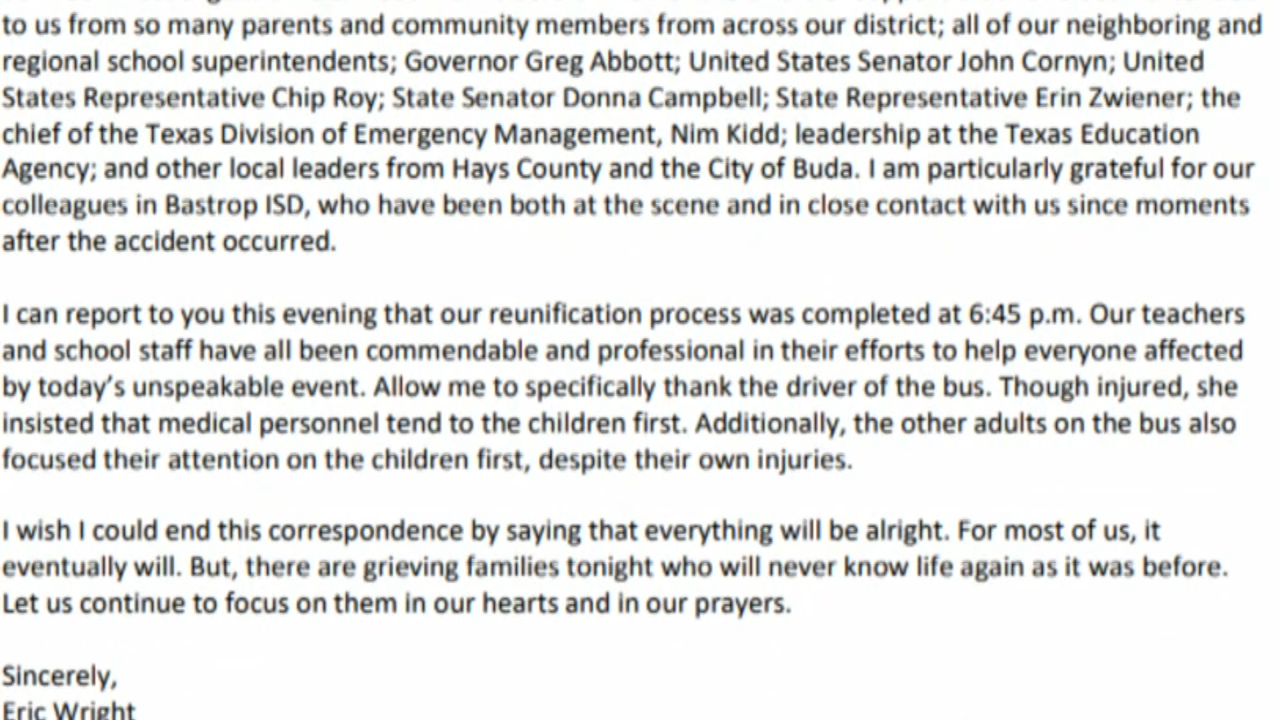 to us from so many parents and community members from across our district; all of our neighboring and
regional school superintendents; Governor Greg Abbott; United States Senator John Cornyn; United
States Representative Chip Roy; State Senator Donna Campbell; State Representative Erin Zwiener; the
chief of the Texas Division of Emergency Management, Nim Kidd; leadership at the Texas Education
Agency; and other local leaders from Hays County and the City of Buda. I am particularly grateful for our
colleagues in Bastrop ISD, who have been both at the scene and in close contact with us since moments
after the accident occurred.
I can report to you this evening that our reunification process was completed at 6:45 p.m. Our teachers
and school staff have all been commendable and professional in their efforts to help everyone affected
by today’s unspeakable event. Allow me to specifically thank the driver of the bus. Though injured, she
insisted that medical personnel tend to the children first. Additionally, the other adults on the bus also
focused their attention on the children first, despite their own injuries.
I wish I could end this correspondence by saying that everything will be alright. For most of us, it
eventually will. But, there are grieving families tonight who will never know life again as it was before.
Let us continue to focus on them in our hearts and in our prayers.
Sincerely,
Eric Wright